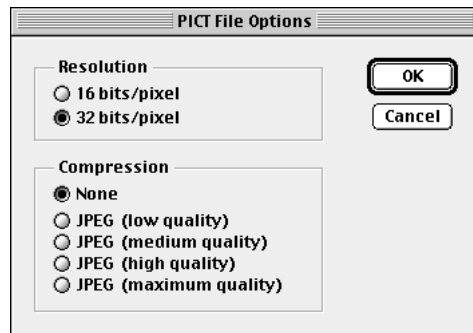 PICT File Options
Resolution
16 bits/pixel
32 bits/pixel
OK
Cancel
Compression
None
JPEG (low quality)
JPEG (medium quality)
JPEG (high quality)
JPEG (maximum quality)